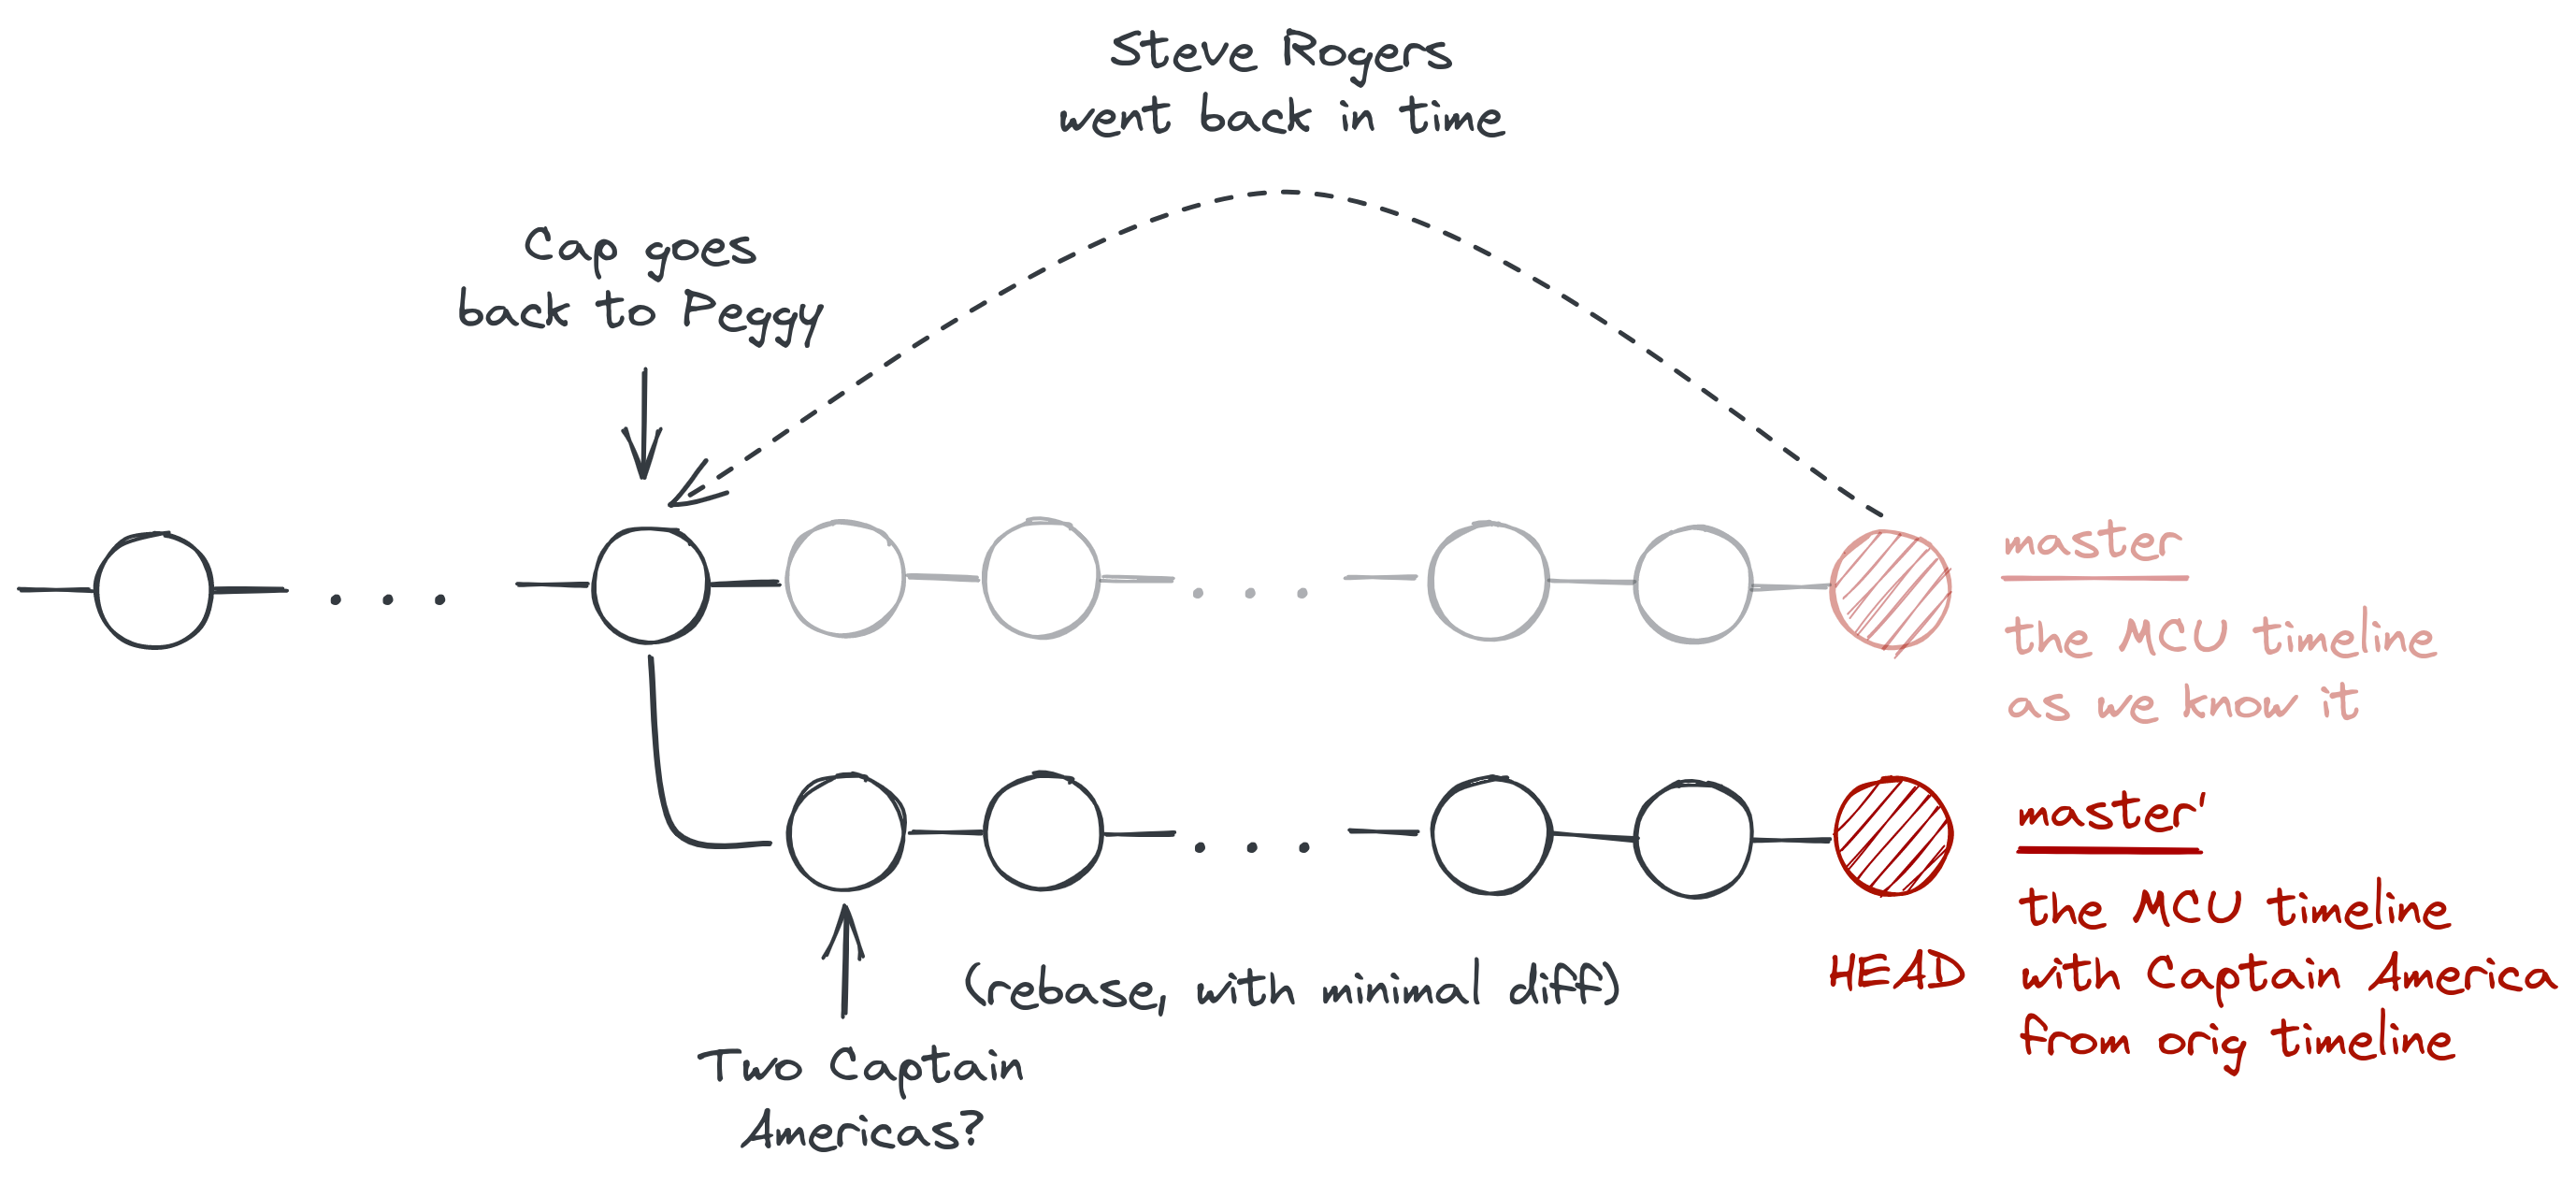 Steve Rogers
went back in time
Cap goes
back to Peggy
master
the MCU timeline
as we know it
master'
the MCU timeline
with Captain America
from orig timeline
HEAD
(rebase, with minimal diff)
Two Captain
Americas?